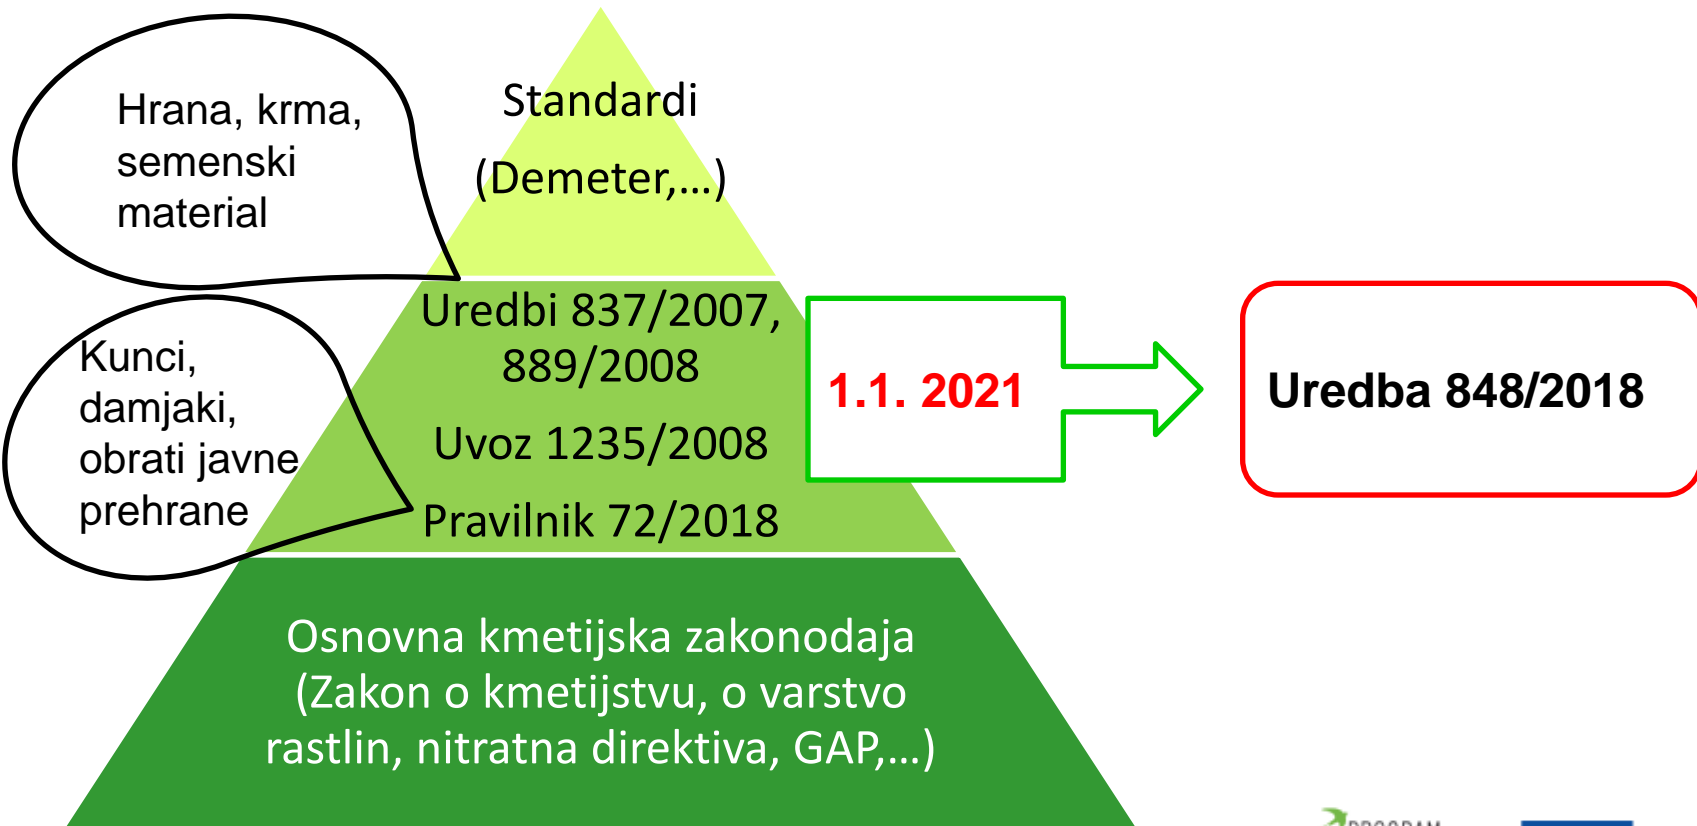 Standardi
(Demeter,...)
Hrana, krma,
semenski
material
Uredbi 837/2007,
889/2008
Uvoz 1235/2008
Pravilnik 72/2018
Kunci,
damjaki,
obrati javne
prehrane
1.1. 2021
Uredba 848/2018
Osnovna kmetijska zakonodaja
(Zakon o kmetijstvu, o varstvo
rastlin, nitratna direktiva, GAP,...)